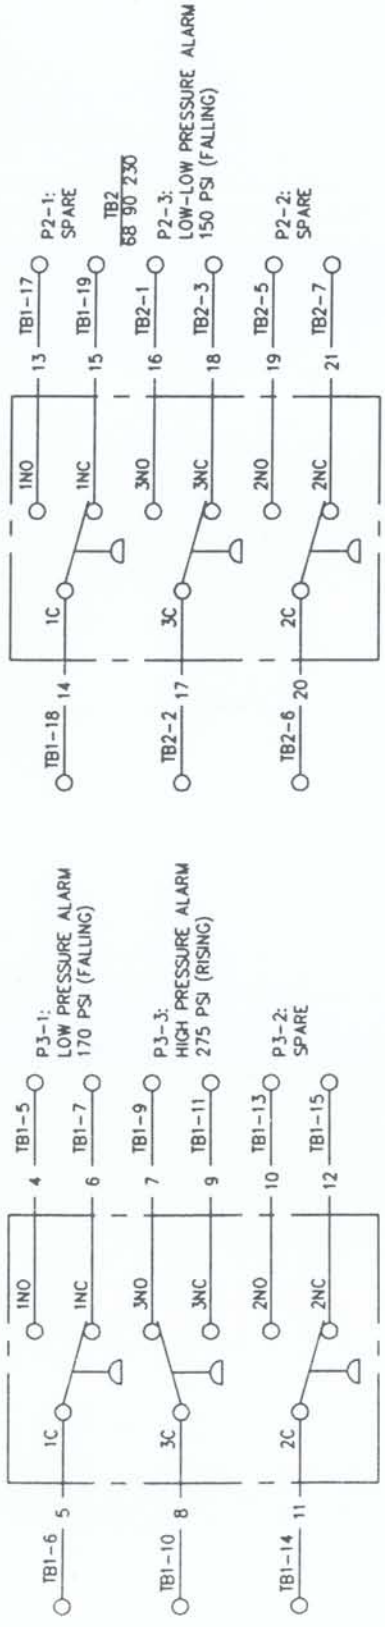 TB1-6
5
1C
1NO
1NC
4
TB1-5
6
TB1-7
P3-1:
LOW PRESSURE ALARM
170 PSI (FALLING)
TB1-10
8
3C
3NO
3NC
7
TB1-9
9
TB1-11
P3-3:
HIGH PRESSURE ALARM
275 PSI (RISING)
TB1-14
11
2C
2NO
2NC
10
TB1-13
12
TB1-15
P3-2:
SPARE
TB1-18
14
1C
1NO
1NC
13
TB1-17
15
TB1-19
P2-1:
SPARE
TB2
68 90 230
TB2-2
17
3C
3NO
3NC
16
TB2-1
18
TB2-3
P2-3:
LOW-LOW PRESSURE ALARM
150 PSI (FALLING)
TB2-6
20
2C
2NO
2NC
19
TB2-5
21
TB2-7
P2-2:
SPARE